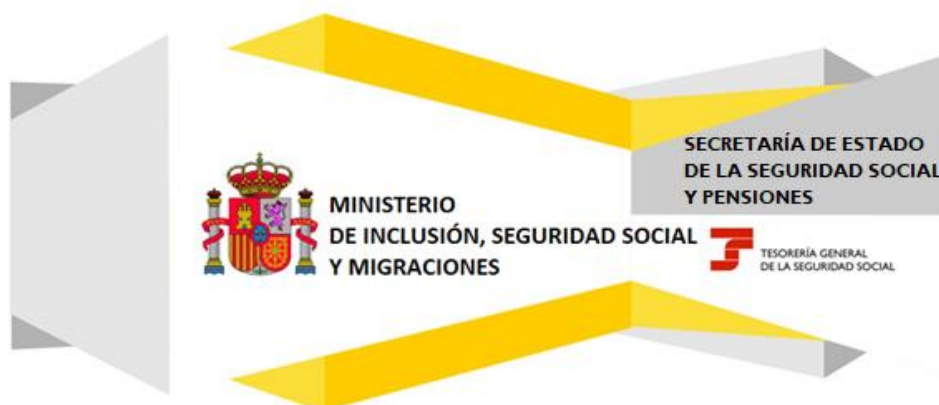 SECRETARÍA DE ESTADO
DE LA SEGURIDAD SOCIAL
Y PENSIONES
MINISTERIO
DE INCLUSIÓN, SEGURIDAD SOCIAL
Y MIGRACIONES
TESORERÍA GENERAL
DE LA SEGURIDAD SOCIAL